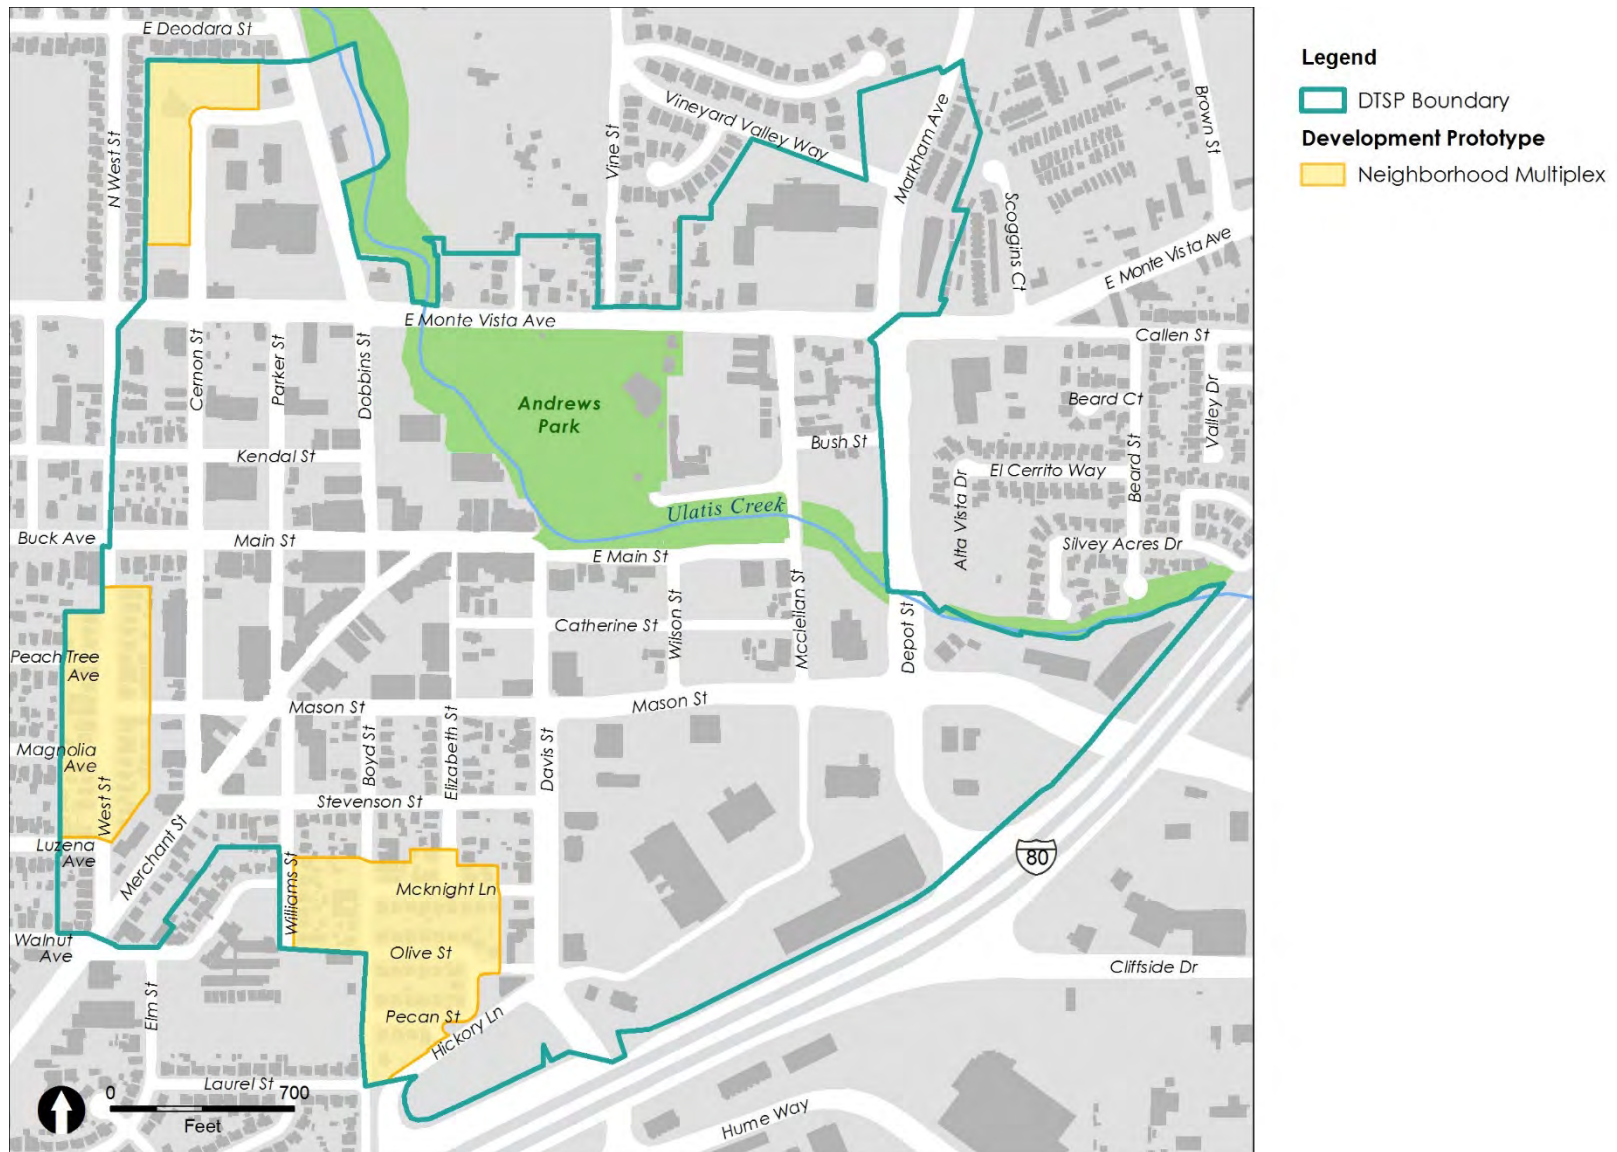 E Deodara St
Legend
DTSP Boundary
Development Prototype
Neighborhood Multiplex
Vineyard Valley Way
Vine St
N West St
Markham Ave
Brown St
Scoggins Ct
E Monte Vista Ave
E Monte Vista Ave
Callen St
Cernon St
Parker St
Dobbins St
Andrews
Park
Beard Ct
Valley Dr
Bush St
Kendal St
El Cerrito Way
Beard St
Alta Vista Dr
Ulatis Creek
Buck Ave
Main St
E Main St
Silvey Acres Dr
Catherine St
Wilson St
Mcclellan St
Depot St
Peach Tree
Ave
Mason St
Mason St
Magnolia
Ave
West St
Boyd St
Elizabeth St
Davis St
Stevenson St
Luzena
Ave
Merchant St
80
Williams St
Mcknight Ln
Walnut
Ave
Olive St
Cliffside Dr
Elm St
Pecan St
Hickory Ln
Laurel St
0 700
Feet
Hume Way